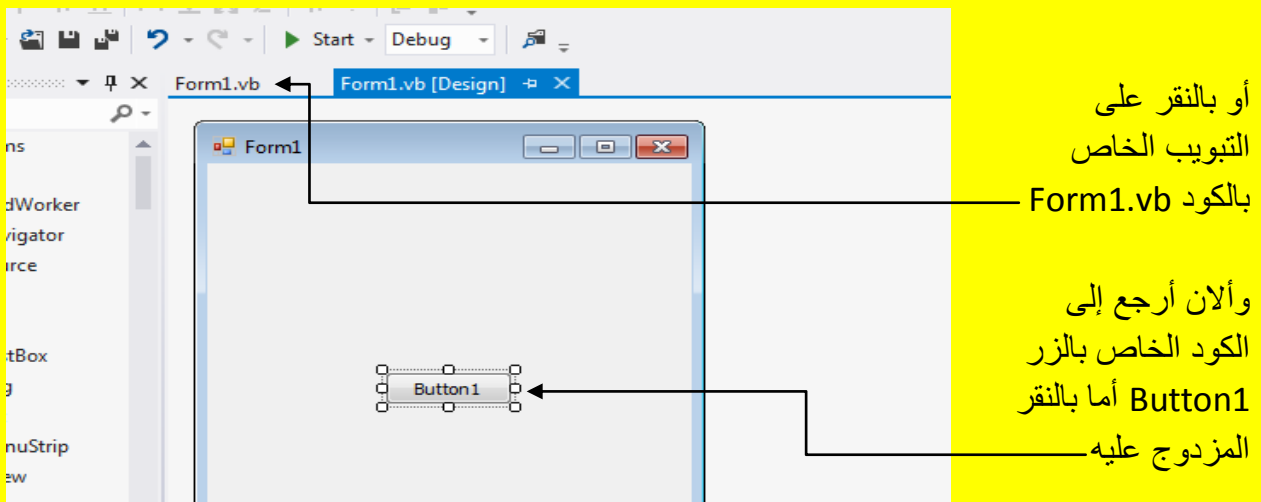 Start Debug
Form1.vb Form1.vb [Design]
Form1
Button1
أو بالنقر على
التبويب الخاص
بالكود Form1.vb
وألان أرجع إلى
الكود الخاص بالزر
Button1 أما بالنقر
المزدوج عليه